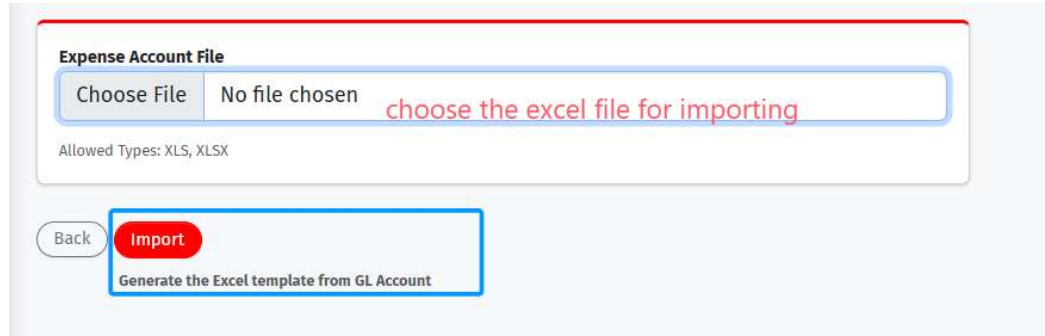 Expense Account File
Choose File No file chosen
choose the excel file for importing
Allowed Types: XLS, XLSX
Back Import
Generate the Excel template from GL Account